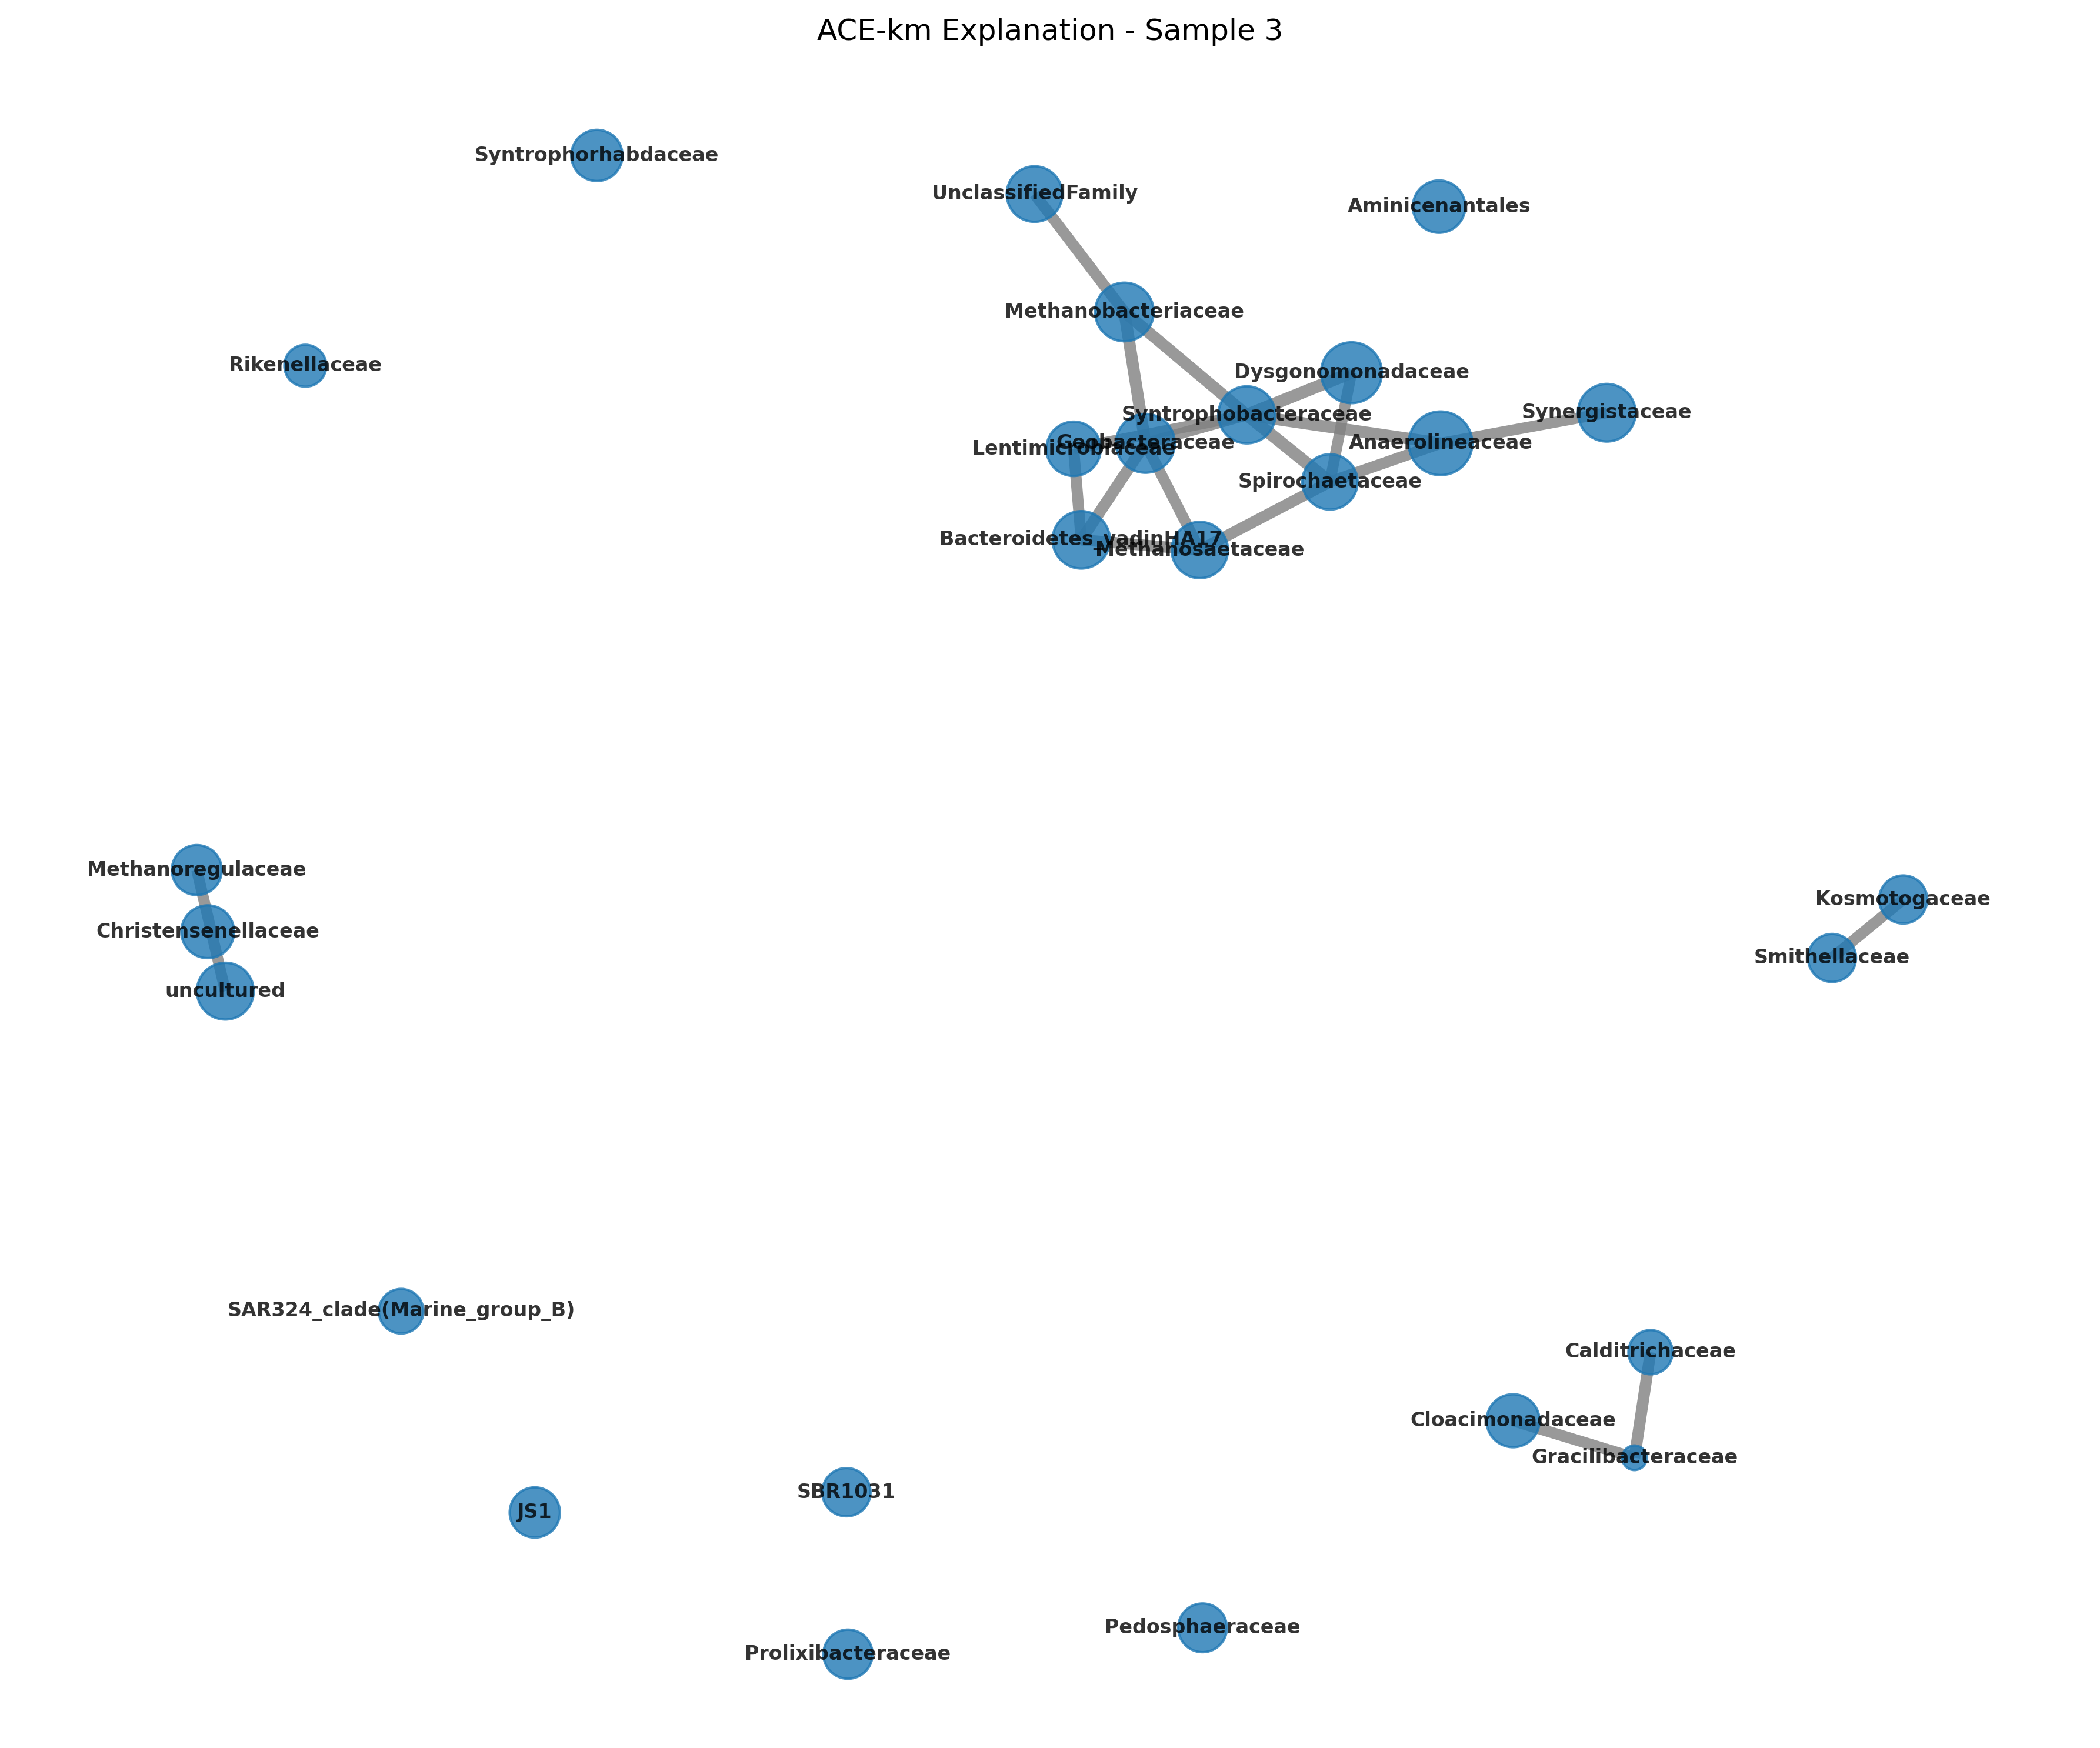 ACE-km Explanation - Sample 3
Syntrophorhabdaceae
UnclassifiedFamily
Aminicenantales
Methanobacteriaceae
Rikenellaceae
Dysgonomonadaceae
Syntrophobacteraceae
Synergistaceae
Geobacteraceae
Anaerolineaceae
Lentimicrobiaceae
Spirochaetaceae
Bacteroidetes_vadinHA17
Methanosaetaceae
Methanoregulaceae
Kosmotogaceae
Christensenellaceae
Smithellaceae
uncultured
SAR324_clade(Marine_group_B)
Calditrichaceae
Cloacimonadaceae
Gracilibacteraceae
SBR1031
JS1
Pedosphaeraceae
Prolixibacteraceae